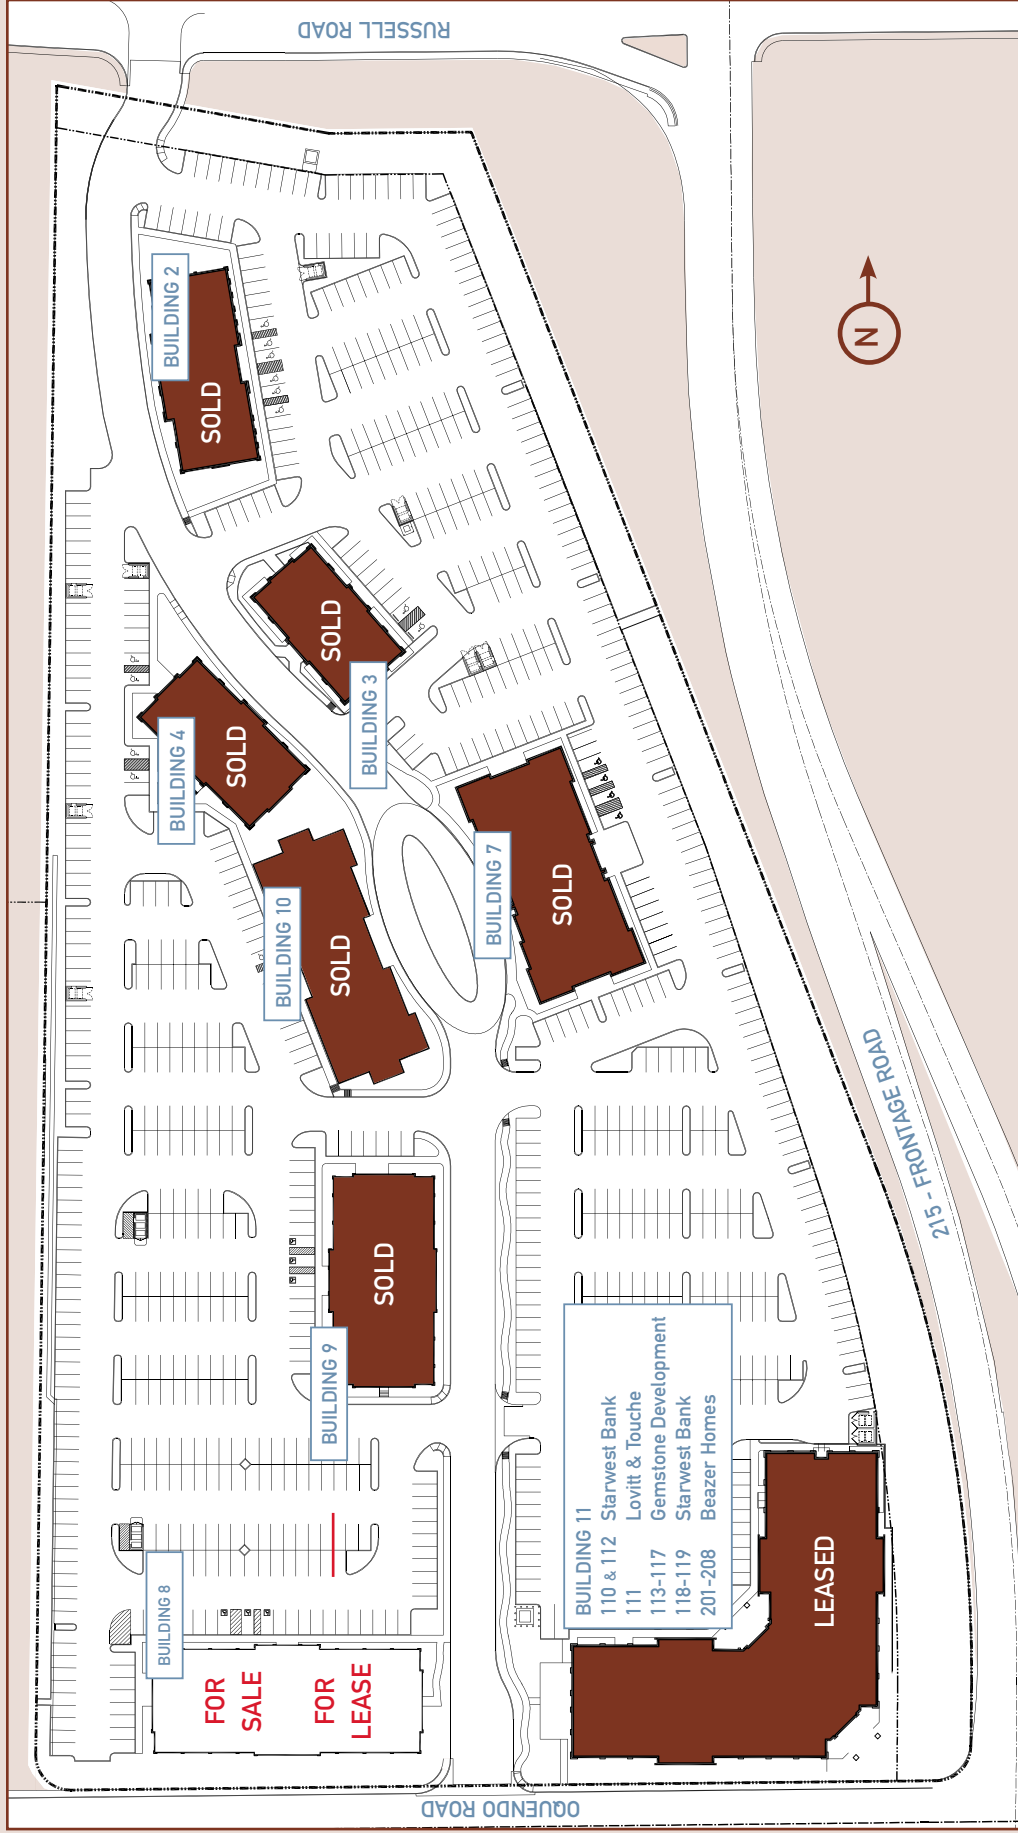 RUSSELL ROAD
BUILDING 2
SOLD
N
SOLD
BUILDING 3
BUILDING 4
SOLD
BUILDING 7
SOLD
BUILDING 10
SOLD
215 - FRONTAGE ROAD
SOLD
BUILDING 9
BUILDING 11
110 & 112 Starwest Bank
111 Lovitt & Touche
113-117 Gemstone Development
118-119 Starwest Bank
201-208 Beazer Homes
LEASED
BUILDING 8
FOR
SALE
FOR
LEASE
OQUENDO ROAD